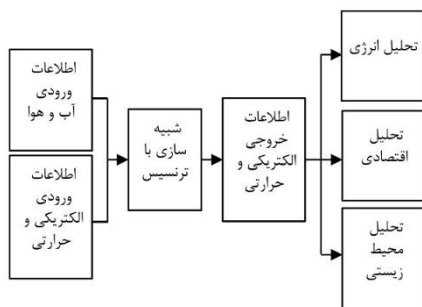 اطلاعات
ورودی
آب و هوا
اطلاعات
ورودی
الکتریکی و
حرارتی
شبیه
سازی با
ترنسیس
اطلاعات
خروجی
الکتریکی و
حرارتی
تحلیل انرژی
تحلیل
اقتصادی
تحلیل
محیط
زیستی